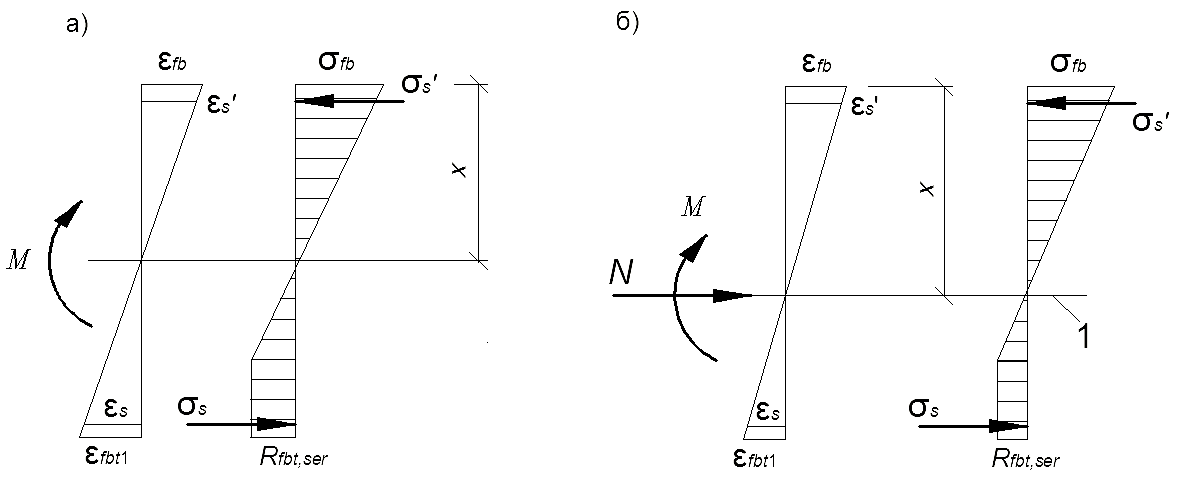 а)
εfb
σfb
σs'
εs'
x
M
εs
σs
εfbt1
Rfbt,ser
б)
εfb
σfb
εs'
σs'
x
M
N
1
εs
σs
εfbt1
Rfbt,ser